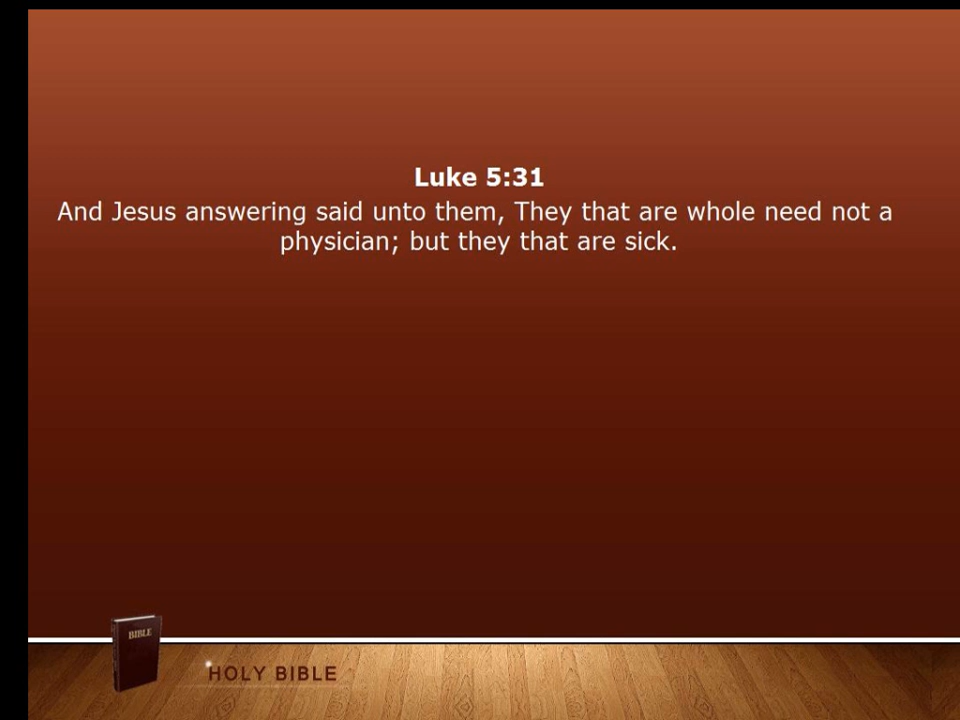 Luke 5:31
And Jesus answering said unto them, They that are whole need not a
physician; but they that are sick.
BIBLE
HOLY BIBLE